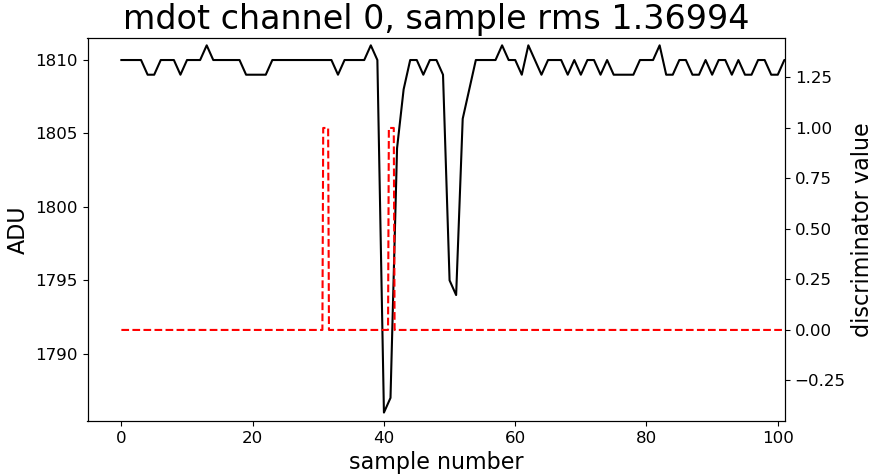 mdot channel 0, sample rms 1.36994
1810
1805
1800
1795
1790
ADU
1.25
1.00
0.75
0.50
0.25
0.00
−0.25
discriminator value
0 20 40 60 80 100
sample number